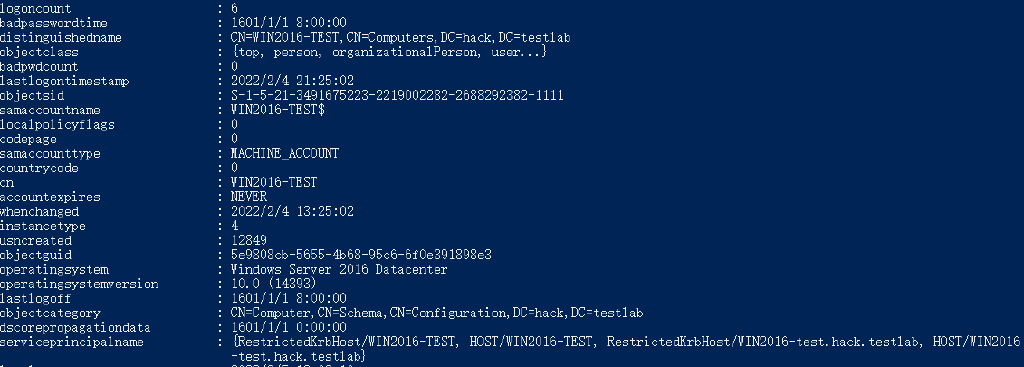 logoncount : 6
badpasswordtime : 1601/1/1 8:00:00
distinguishedname : CN=WIN2016-TEST,CN=Computers,DC=hack,DC=testlab
objectclass : {top, person, organizationalPerson, user...}
badpwdcount : 0
lastlogontimestamp : 2022/2/4 21:25:02
objectsid : S-1-5-21-3491675223-2219002282-2688292382-1111
samaccountname : WIN2016-TEST$
localpolicyflags : 0
codepage : 0
samaccounttype : MACHINE_ACCOUNT
countrycode : 0
cn : WIN2016-TEST
accountexpires : NEVER
whenchanged : 2022/2/4 13:25:02
instancetype : 4
usncreated : 12849
objectguid : 5e9808cb-5655-4b68-95c6-6f0e391898e3
operatingsystem : Windows Server 2016 Datacenter
operatingsystemversion : 10.0 (14393)
lastlogoff : 1601/1/1 8:00:00
objectcategory : CN=Computer,CN=Schema,CN=Configuration,DC=hack,DC=testlab
dscorepropagationdata : 1601/1/1 0:00:00
serviceprincipalname : {RestrictedKrbHost/WIN2016-TEST, HOST/WIN2016-TEST, RestrictedKrbHost/WIN2016-test.hack.testlab, HOST/WIN2016
-test.hack.testlab}